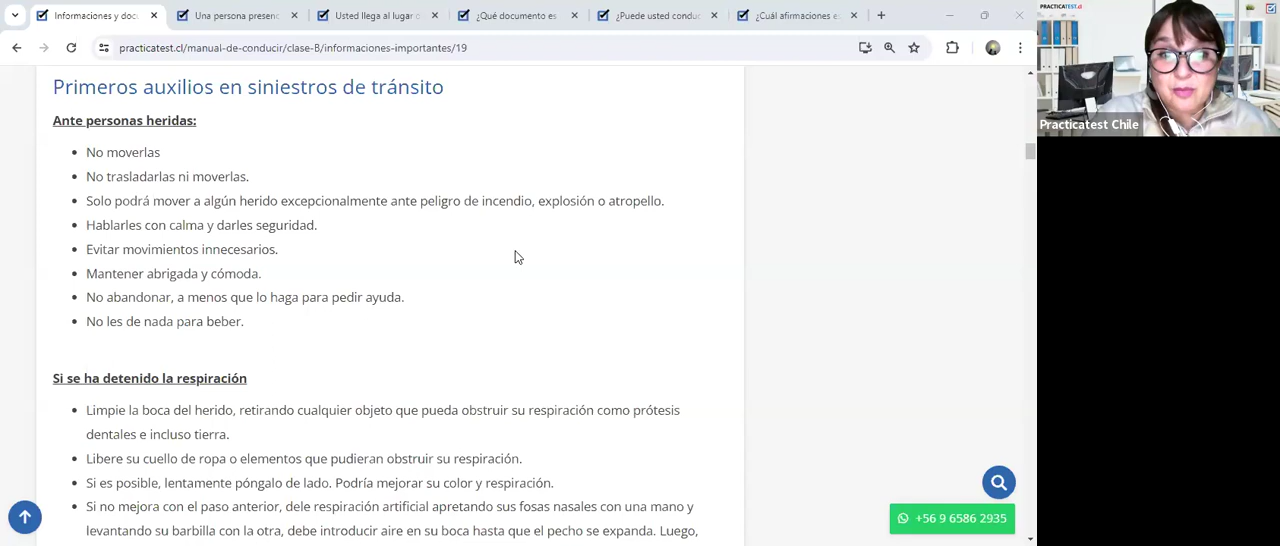 Informaciones y docu
Una persona presenc
Usted llega al lugar o
¿Qué documento es
¿Puede usted conduc
¿Cuál afirmaciones e
practicatest.cl/manual-de-conducir/clase-B/informaciones-importantes/19
PRACTICATEST.cl
Practicatest Chile
Primeros auxilios en siniestros de tránsito
Ante personas heridas:
No moverlas
No trasladarlas ni moverlas.
Solo podrá mover a algún herido excepcionalmente ante peligro de incendio, explosión o atropello.
Hablarles con calma y darles seguridad.
Evitar movimientos innecesarios.
Mantener abrigada y cómoda.
No abandonar, a menos que lo haga para pedir ayuda.
No les de nada para beber.
Si se ha detenido la respiración
Limpie la boca del herido, retirando cualquier objeto que pueda obstruir su respiración como prótesis
dentales e incluso tierra.
Libere su cuello de ropa o elementos que pudieran obstruir su respiración.
Si es posible, lentamente póngalo de lado. Podría mejorar su color y respiración.
Si no mejora con el paso anterior, dele respiración artificial apretando sus fosas nasales con una mano y
levantando su barbilla con la otra, debe introducir aire en su boca hasta que el pecho se expanda. Luego,
+56 9 6586 2935